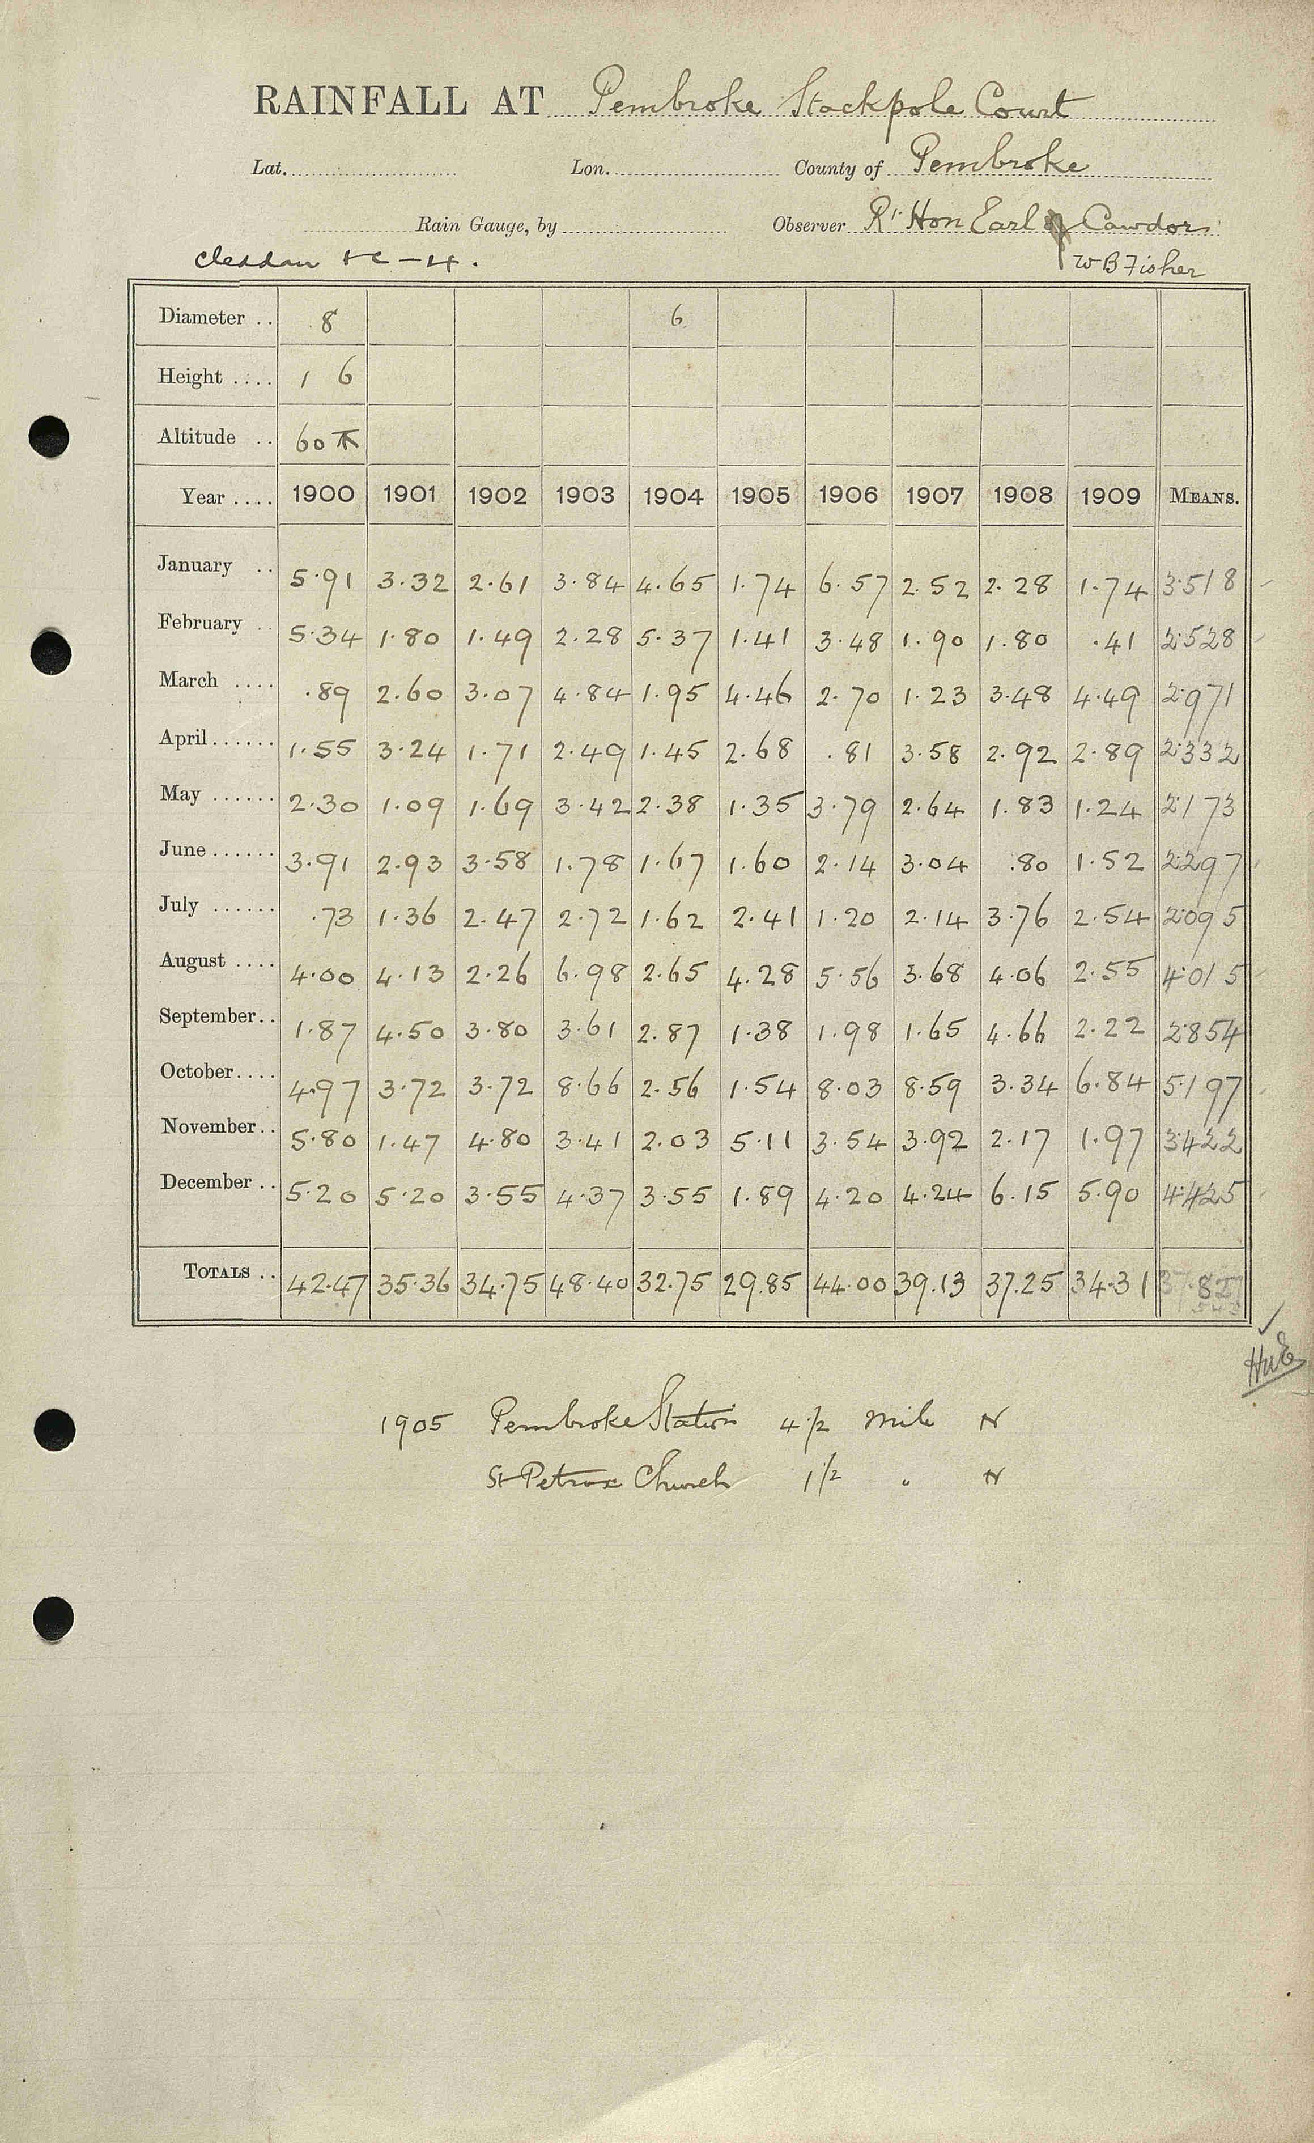 RAINFALL AT Pembroke Stackpole Court
Lat. Lon. County of Pembroke
Rain Gauge, by Observer Rt Hon Earl of Cawdor
Cleddau &c - 4. W B Fisher
Diameter .. 8 6
Height .... 1 6
Altitude .. 60 T
Year .... 1900 1901 1902 1903 1904 1905 1906 1907 1908 1909 MEANS.
January .. 5.91 3.32 2.61 3.84 4.65 1.74 6.57 2.52 2.28 1.74 3.518
February .. 5.34 1.80 1.49 2.28 5.37 1.41 3.48 1.90 1.80 .41 2.528
March .... .89 2.60 3.07 4.84 1.95 4.46 2.70 1.23 3.48 4.49 2.971
April...... 1.55 3.24 1.71 2.49 1.45 2.68 .81 3.58 2.92 2.89 2.332
May ...... 2.30 1.09 1.69 3.42 2.38 1.35 3.79 2.64 1.83 1.24 2.173
June...... 3.91 2.93 3.58 1.78 1.67 1.60 2.14 3.04 .80 1.52 2.297
July ...... .73 1.36 2.47 2.72 1.62 2.41 1.20 2.14 3.76 2.54 2.095
August .... 4.00 4.13 2.26 6.98 2.65 4.28 5.56 3.68 4.06 2.55 4.015
September.. 1.87 4.50 3.80 3.61 2.87 1.38 1.98 1.65 4.66 2.22 2.854
October.... 4.97 3.72 3.72 8.66 2.56 1.54 8.03 8.59 3.34 6.84 5.197
November.. 5.80 1.47 4.80 3.41 2.03 5.11 3.54 3.92 2.17 1.97 3.422
December .. 5.20 5.20 3.55 4.37 3.55 1.89 4.20 4.24 6.15 5.90 4.425
TOTALS .. 42.47 35.36 34.75 48.40 32.75 29.85 44.00 39.13 37.25 34.31 37.827
1905 Pembroke Station 4 1/2 mile N
St Petrox Church 1 1/2 " N